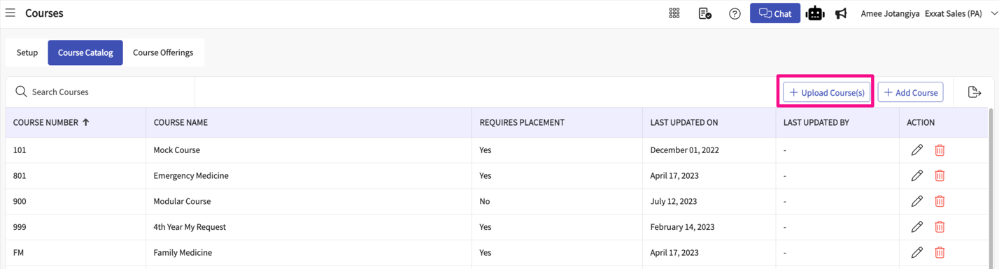 Courses
Chat
Amee Jotangiya Exxat Sales (PA)
Setup Course Catalog Course Offerings
Search Courses
+ Upload Course(s)
+ Add Course
COURSE NUMBER COURSE NAME REQUIRES PLACEMENT LAST UPDATED ON LAST UPDATED BY ACTION
101 Mock Course Yes December 01, 2022 -
801 Emergency Medicine Yes April 17, 2023 -
900 Modular Course No July 12, 2023 -
999 4th Year My Request Yes February 14, 2023 -
FM Family Medicine Yes April 17, 2023 -